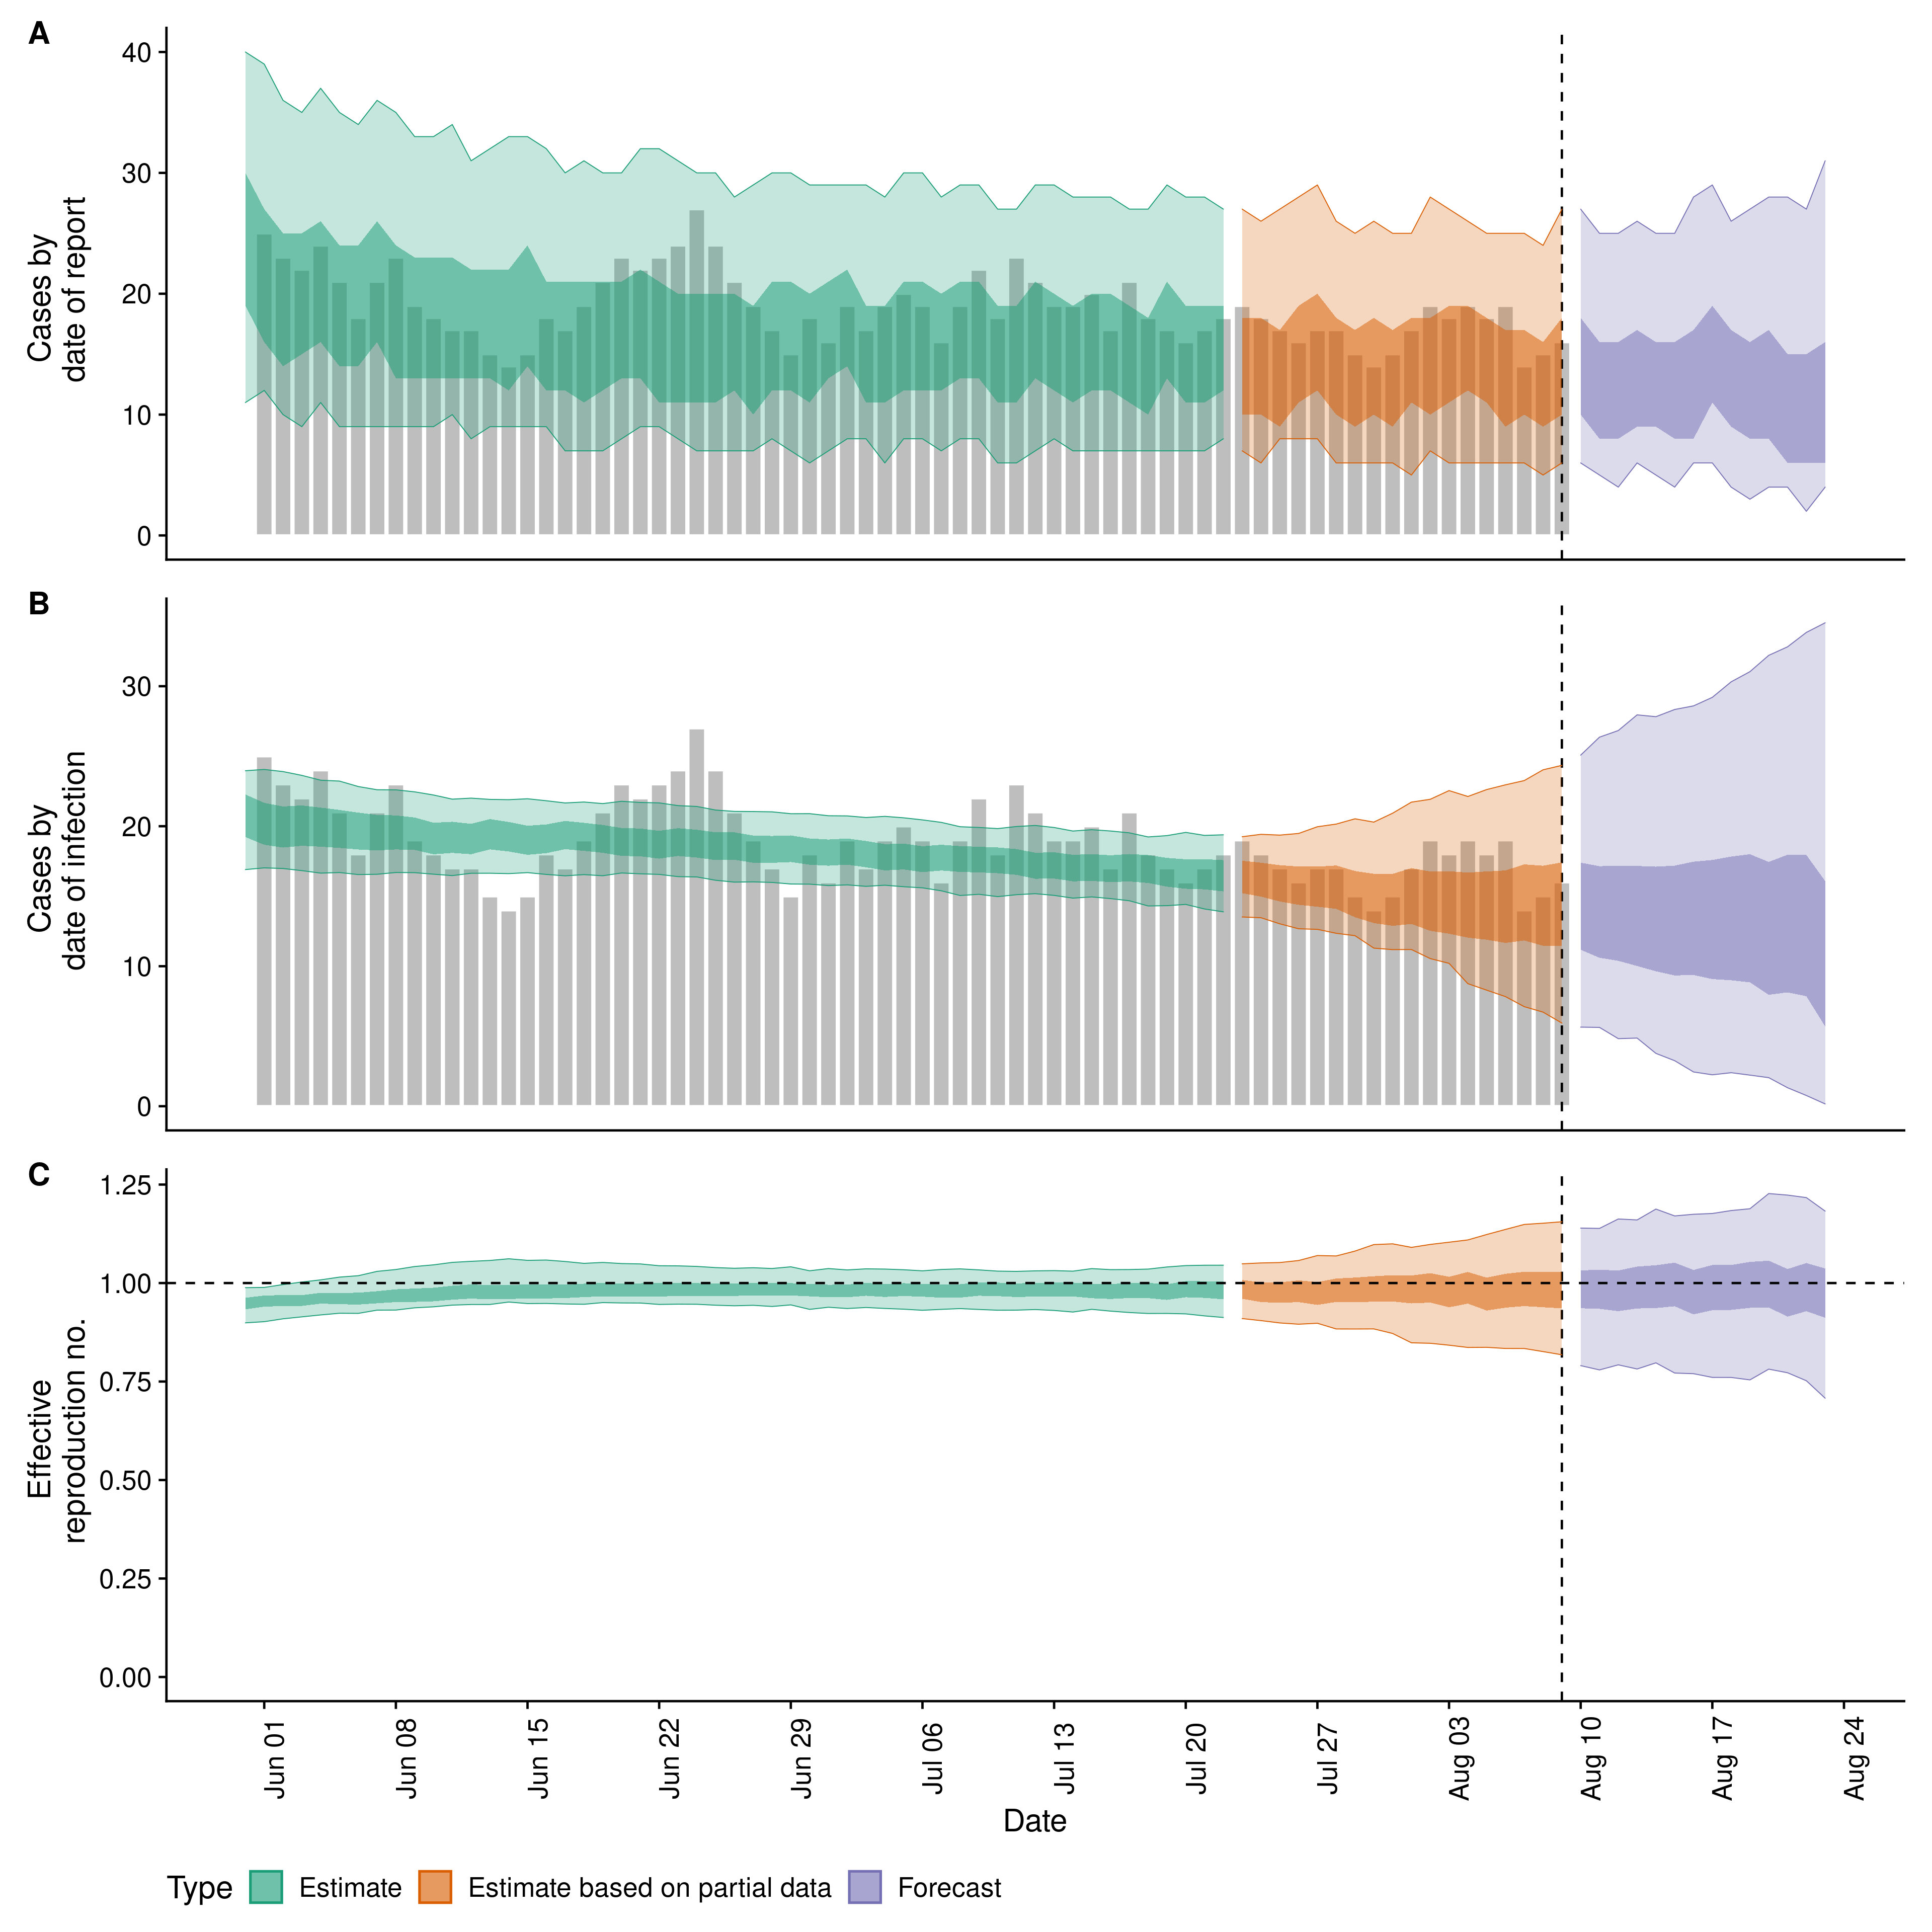 A
40
30
20
10
0
Cases by
date of report
B
30
20
10
0
Cases by
date of infection
C
1.25
1.00
0.75
0.50
0.25
0.00
Effective
reproduction no.
Jun 01
Jun 08
Jun 15
Jun 22
Jun 29
Jul 06
Jul 13
Jul 20
Jul 27
Aug 03
Aug 10
Aug 17
Aug 24
Date
Type Estimate Estimate based on partial data Forecast